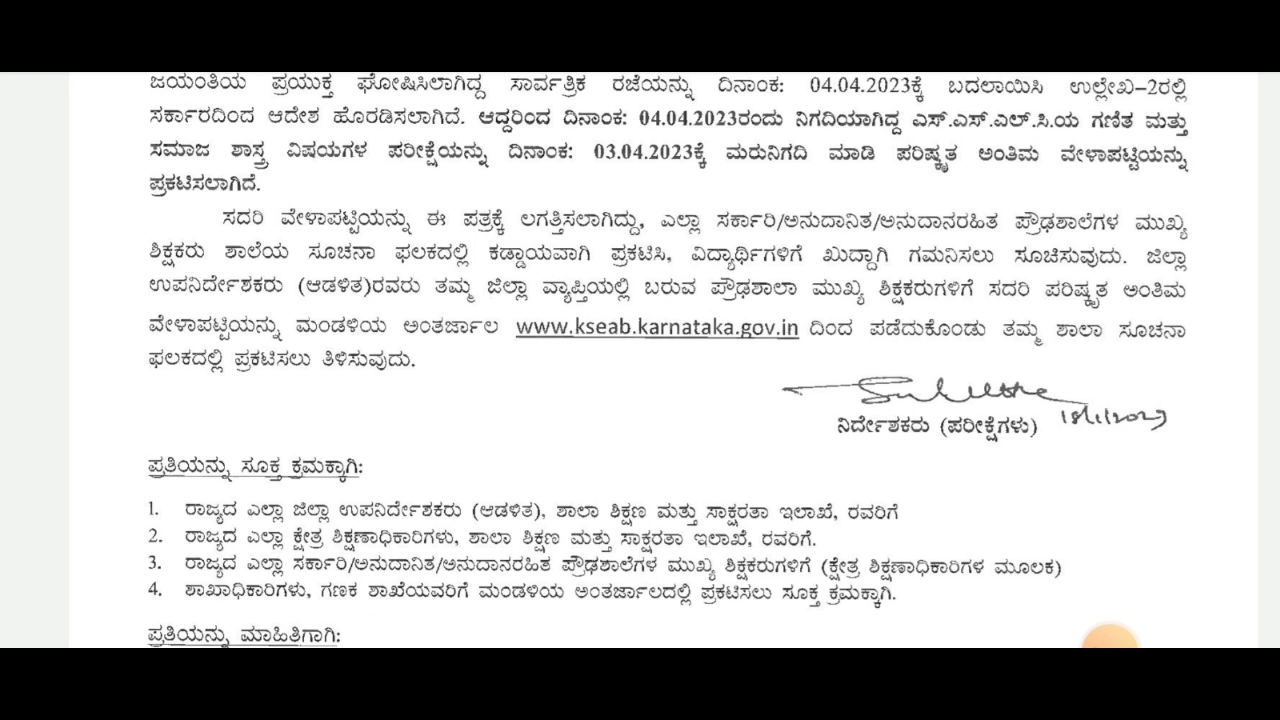 ಜಯಂತಿಯ ಪ್ರಯುಕ್ತ ಘೋಷಿಸಿಲಾಗಿದ್ದ ಸಾರ್ವತ್ರಿಕ ರಜೆಯನ್ನು ದಿನಾಂಕ: 04.04.2023ಕ್ಕೆ ಬದಲಾಯಿಸಿ ಉಲ್ಲೇಖ-2ರಲ್ಲಿ
ಸರ್ಕಾರದಿಂದ ಆದೇಶ ಹೊರಡಿಸಲಾಗಿದೆ. ಆದ್ದರಿಂದ ದಿನಾಂಕ: 04.04.2023ರಂದು ನಿಗದಿಯಾಗಿದ್ದ ಎಸ್.ಎಸ್.ಎಲ್.ಸಿ.ಯ ಗಣಿತ ಮತ್ತು
ಸಮಾಜ ಶಾಸ್ತ್ರ ವಿಷಯಗಳ ಪರೀಕ್ಷೆಯನ್ನು ದಿನಾಂಕ: 03.04.2023ಕ್ಕೆ ಮರುನಿಗದಿ ಮಾಡಿ ಪರಿಷ್ಕೃತ ಅಂತಿಮ ವೇಳಾಪಟ್ಟಿಯನ್ನು
ಪ್ರಕಟಿಸಲಾಗಿದೆ.
ಸದರಿ ವೇಳಾಪಟ್ಟಿಯನ್ನು ಈ ಪತ್ರಕ್ಕೆ ಲಗತ್ತಿಸಲಾಗಿದ್ದು, ಎಲ್ಲಾ ಸರ್ಕಾರಿ/ಅನುದಾನಿತ/ಅನುದಾನರಹಿತ ಪ್ರೌಢಶಾಲೆಗಳ ಮುಖ್ಯ
ಶಿಕ್ಷಕರು ಶಾಲೆಯ ಸೂಚನಾ ಫಲಕದಲ್ಲಿ ಕಡ್ಡಾಯವಾಗಿ ಪ್ರಕಟಿಸಿ, ವಿದ್ಯಾರ್ಥಿಗಳಿಗೆ ಖುದ್ದಾಗಿ ಗಮನಿಸಲು ಸೂಚಿಸುವುದು. ಜಿಲ್ಲಾ
ಉಪನಿರ್ದೇಶಕರು (ಆಡಳಿತ)ರವರು ತಮ್ಮ ಜಿಲ್ಲಾ ವ್ಯಾಪ್ತಿಯಲ್ಲಿ ಬರುವ ಪ್ರೌಢಶಾಲಾ ಮುಖ್ಯ ಶಿಕ್ಷಕರುಗಳಿಗೆ ಸದರಿ ಪರಿಷ್ಕೃತ ಅಂತಿಮ
ವೇಳಾಪಟ್ಟಿಯನ್ನು ಮಂಡಳಿಯ ಅಂತರ್ಜಾಲ www.kseab.karnataka.gov.in ದಿಂದ ಪಡೆದುಕೊಂಡು ತಮ್ಮ ಶಾಲಾ ಸೂಚನಾ
ಫಲಕದಲ್ಲಿ ಪ್ರಕಟಿಸಲು ತಿಳಿಸುವುದು.
ನಿರ್ದೇಶಕರು (ಪರೀಕ್ಷೆಗಳು) 18/1/2023
ಪ್ರತಿಯನ್ನು ಸೂಕ್ತ ಕ್ರಮಕ್ಕಾಗಿ:
1. ರಾಜ್ಯದ ಎಲ್ಲಾ ಜಿಲ್ಲಾ ಉಪನಿರ್ದೇಶಕರು (ಆಡಳಿತ), ಶಾಲಾ ಶಿಕ್ಷಣ ಮತ್ತು ಸಾಕ್ಷರತಾ ಇಲಾಖೆ, ರವರಿಗೆ
2. ರಾಜ್ಯದ ಎಲ್ಲಾ ಕ್ಷೇತ್ರ ಶಿಕ್ಷಣಾಧಿಕಾರಿಗಳು, ಶಾಲಾ ಶಿಕ್ಷಣ ಮತ್ತು ಸಾಕ್ಷರತಾ ಇಲಾಖೆ, ರವರಿಗೆ.
3. ರಾಜ್ಯದ ಎಲ್ಲಾ ಸರ್ಕಾರಿ/ಅನುದಾನಿತ/ಅನುದಾನರಹಿತ ಪ್ರೌಢಶಾಲೆಗಳ ಮುಖ್ಯ ಶಿಕ್ಷಕರುಗಳಿಗೆ (ಕ್ಷೇತ್ರ ಶಿಕ್ಷಣಾಧಿಕಾರಿಗಳ ಮೂಲಕ)
4. ಶಾಖಾಧಿಕಾರಿಗಳು, ಗಣಕ ಶಾಖೆಯವರಿಗೆ ಮಂಡಳಿಯ ಅಂತರ್ಜಾಲದಲ್ಲಿ ಪ್ರಕಟಿಸಲು ಸೂಕ್ತ ಕ್ರಮಕ್ಕಾಗಿ.
ಪ್ರತಿಯನ್ನು ಮಾಹಿತಿಗಾಗಿ: